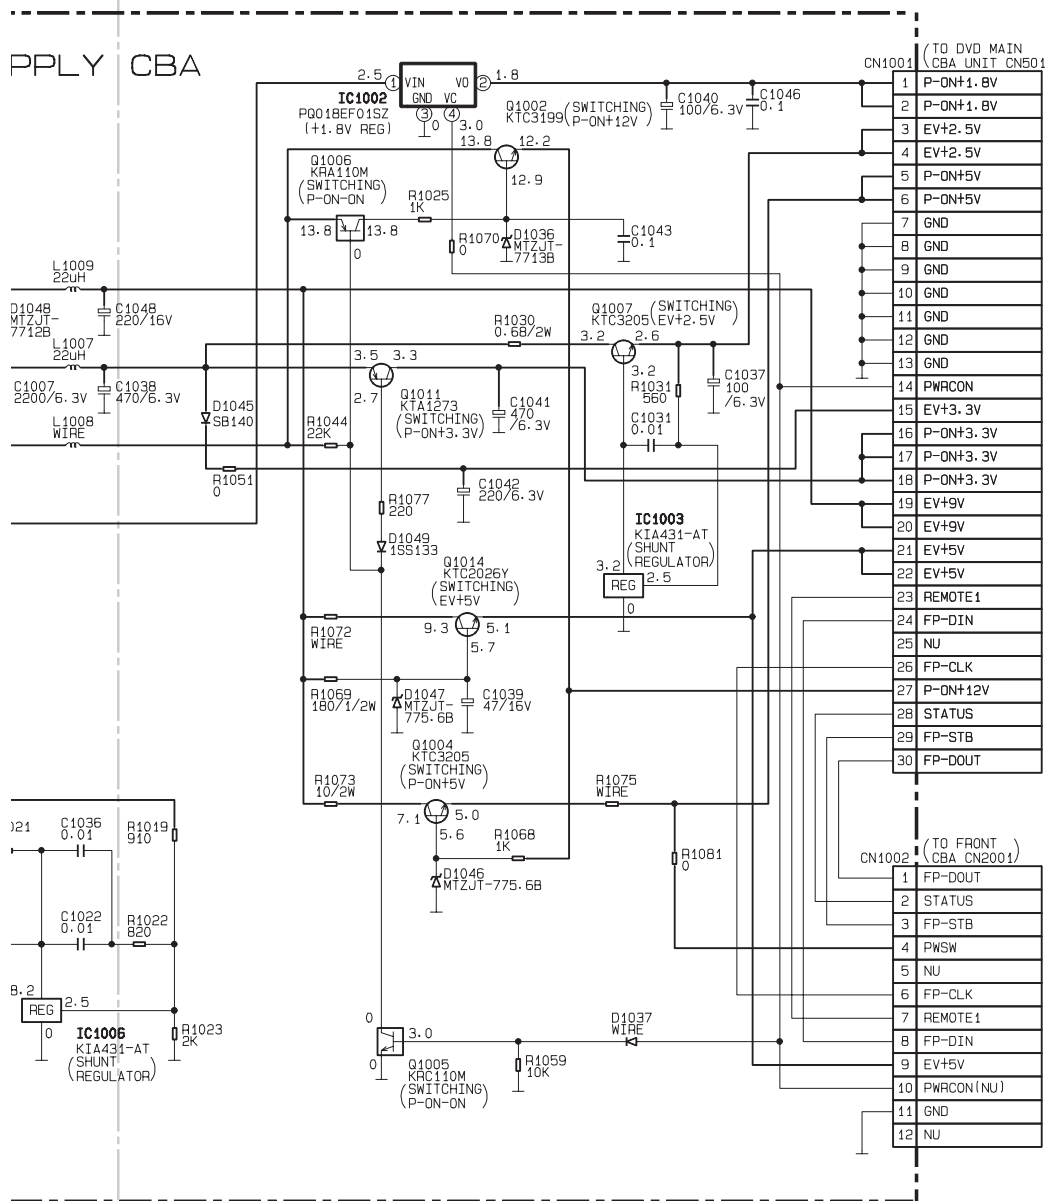 PPLY CBA
(TO DVD MAIN
CBA UNIT CN501
CN1001
1 P-ON+1.8V
2 P-ON+1.8V
3 EV+2.5V
4 EV+2.5V
5 P-ON+5V
6 P-ON+5V
7 GND
8 GND
9 GND
10 GND
11 GND
12 GND
13 GND
14 PWRCON
15 EV+3.3V
16 P-ON+3.3V
17 P-ON+3.3V
18 P-ON+3.3V
19 EV+9V
20 EV+9V
21 EV+5V
22 EV+5V
23 REMOTE1
24 FP-DIN
25 NU
26 FP-CLK
27 P-ON+12V
28 STATUS
29 FP-STB
30 FP-DOUT
2.5 1 VIN VO 2 1.8
GND VC
3 0 4 3.0
IC1002
PQ018EF01SZ
(+1.8V REG)
Q1002
KTC3199
(SWITCHING
P-ON+12V)
C1040
100/6.3V
C1046
0.1
13.8 12.2
12.9
Q1006
KRA110M
(SWITCHING)
P-ON-ON
13.8 13.8
0
R1025
1K
R1070
0
D1036
MTZJT-
7713B
C1043
0.1
L1009
22uH
D1048
MTZJT-
7712B
C1048
220/16V
L1007
22uH
C1007
2200/6.3V
C1038
470/6.3V
L1008
WIRE
D1045
SB140
R1051
0
R1044
22K
3.5 3.3
2.7
Q1011
KTA1273
(SWITCHING
P-ON+3.3V)
R1030
0.68/2W
Q1007
KTC3205
(SWITCHING)
EV+2.5V
3.2 2.6
3.2
R1031
560
C1031
0.01
C1037
100
/6.3V
C1041
470
/6.3V
C1042
220/6.3V
R1077
220
D1049
1SS133
IC1003
KIA431-AT
(SHUNT
REGULATOR)
3.2
REG 2.5
0
Q1014
KTC2026Y
(SWITCHING)
EV+5V
9.3 5.1
5.7
R1072
WIRE
R1069
180/1/2W
D1047
MTZJT-
775.6B
C1039
47/16V
Q1004
KTC3205
(SWITCHING)
P-ON+5V
R1073
10/2W
7.1 5.0
5.6
R1075
WIRE
R1068
1K
D1046
MTZJT-775.6B
R1081
0
021
C1036
0.01
R1019
910
C1022
0.01
R1022
820
8.2
REG 2.5
0
IC1006
KIA431-AT
(SHUNT
REGULATOR)
R1023
2K
0
3.0
0
Q1005
KRC110M
(SWITCHING)
P-ON-ON
R1059
10K
D1037
WIRE
CN1002
(TO FRONT
CBA CN2001)
1 FP-DOUT
2 STATUS
3 FP-STB
4 PWSW
5 NU
6 FP-CLK
7 REMOTE1
8 FP-DIN
9 EV+5V
10 PWRCON(NU)
11 GND
12 NU